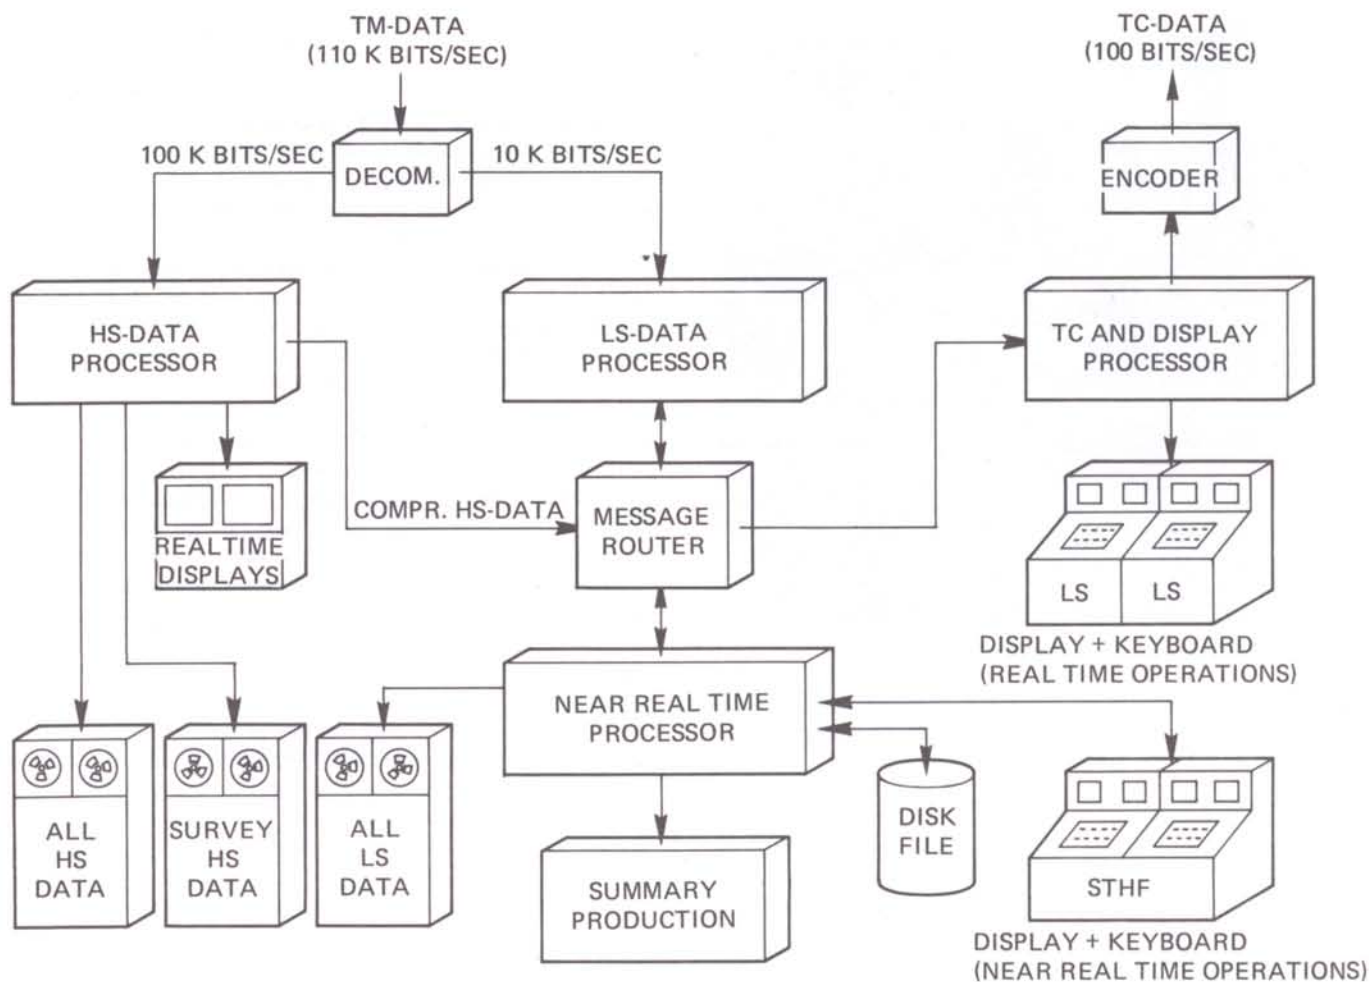 TM-DATA
(110 K BITS/SEC)
TC-DATA
(100 BITS/SEC)
100 K BITS/SEC
DECOM.
10 K BITS/SEC
ENCODER
HS-DATA
PROCESSOR
LS-DATA
PROCESSOR
TC AND DISPLAY
PROCESSOR
REALTIME
DISPLAYS
COMPR. HS-DATA
MESSAGE
ROUTER
LS
LS
DISPLAY + KEYBOARD
(REAL TIME OPERATIONS)
NEAR REAL TIME
PROCESSOR
ALL
HS
DATA
SURVEY
HS
DATA
ALL
LS
DATA
SUMMARY
PRODUCTION
DISK
FILE
STHF
DISPLAY + KEYBOARD
(NEAR REAL TIME OPERATIONS)